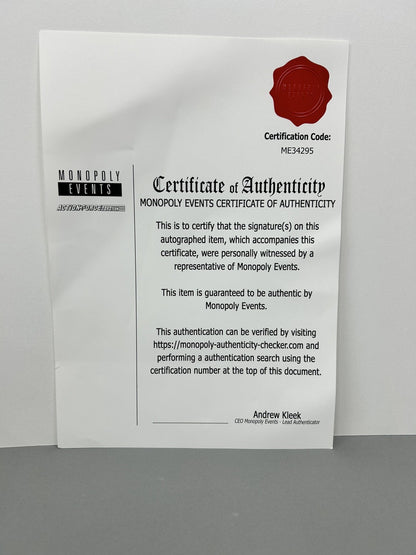 MONOPOLY
EVENTS
Certification Code:
ME34295
MONOPOLY
EVENTS
Certificate of Authenticity
MONOPOLY EVENTS CERTIFICATE OF AUTHENTICITY
This is to certify that the signature(s) on this
autographed item, which accompanies this
certificate, were personally witnessed by a
representative of Monopoly Events.
This item is guaranteed to be authentic by
Monopoly Events.
This authentication can be verified by visiting
https://monopoly-authenticity-checker.com and
performing a authentication search using the
certification number at the top of this document.
Andrew Kleek
CEO Monopoly Events - Lead Authenticator